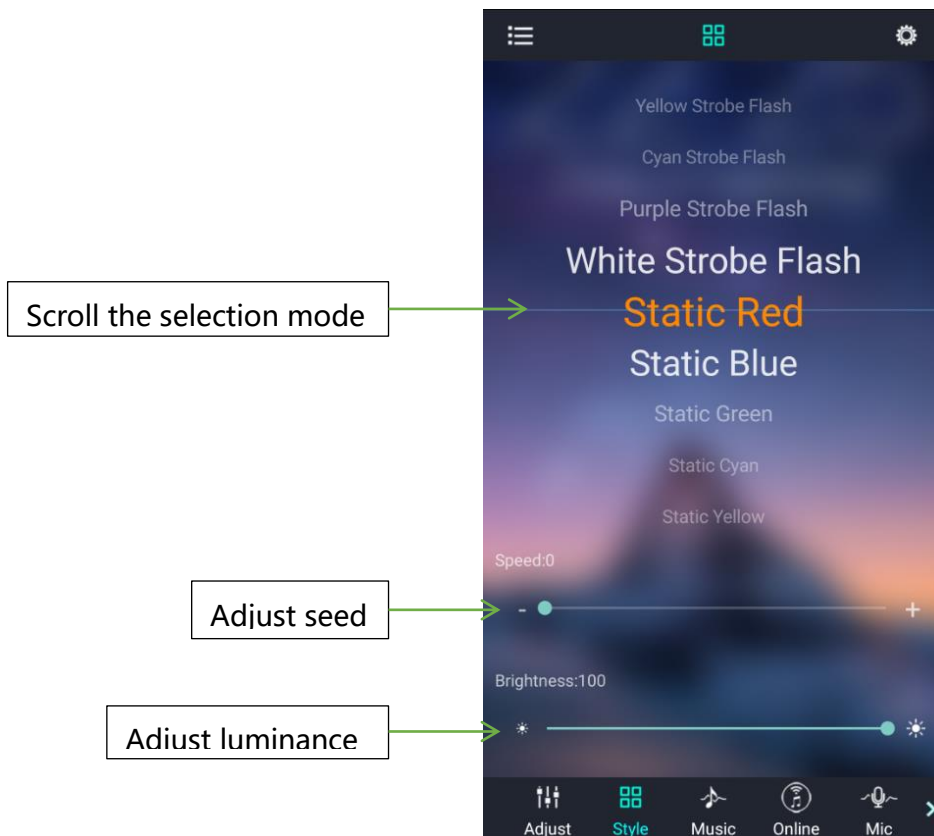 Yellow Strobe Flash
Cyan Strobe Flash
Purple Strobe Flash
White Strobe Flash
Scroll the selection mode
Static Red
Static Blue
Static Green
Static Cyan
Static Yellow
Speed:0
Adjust seed
- +
Brightness:100
Adjust luminance
Adjust Style Music Online Mic